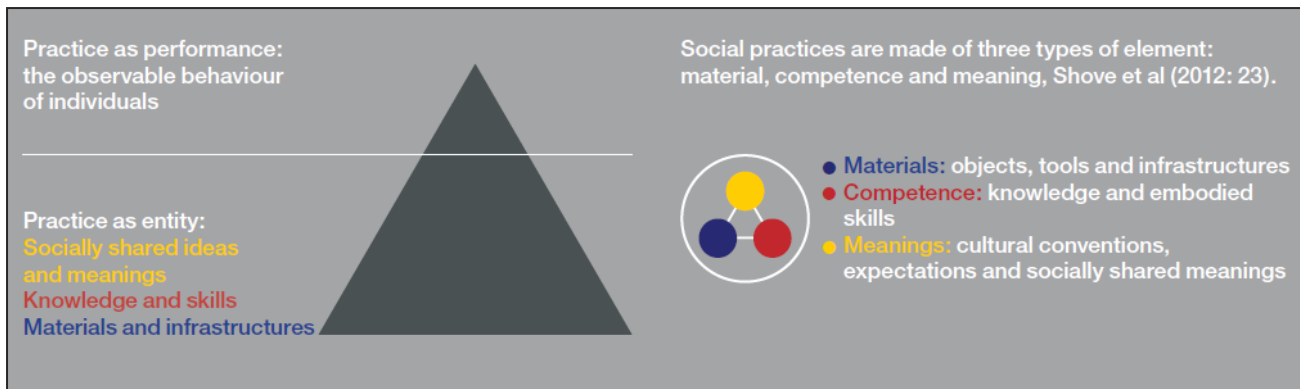 Practice as performance:
the observable behaviour
of individuals
Practice as entity:
Socially shared ideas
and meanings
Knowledge and skills
Materials and infrastructures
Social practices are made of three types of element:
material, competence and meaning, Shove et al (2012: 23).
Materials: objects, tools and infrastructures
Competence: knowledge and embodied
skills
Meanings: cultural conventions,
expectations and socially shared meanings